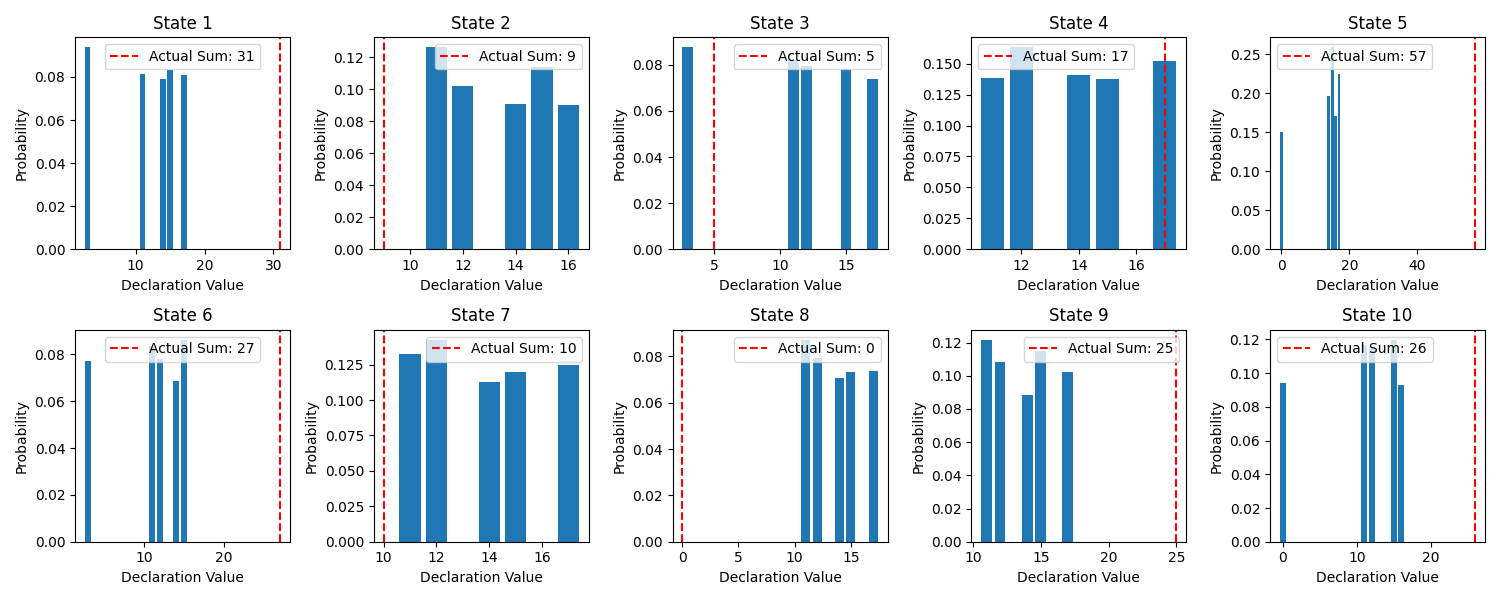 State 1
Actual Sum: 31
0.08
0.06
0.04
0.02
0.00
10
20
30
Probability
Declaration Value
State 2
Actual Sum: 9
0.12
0.10
0.08
0.06
0.04
0.02
0.00
10
12
14
16
Probability
Declaration Value
State 3
Actual Sum: 5
0.08
0.06
0.04
0.02
0.00
5
10
15
Probability
Declaration Value
State 4
Actual Sum: 17
0.150
0.125
0.100
0.075
0.050
0.025
0.000
12
14
16
Probability
Declaration Value
State 5
Actual Sum: 57
0.25
0.20
0.15
0.10
0.05
0.00
0
20
40
Probability
Declaration Value
State 6
Actual Sum: 27
0.08
0.06
0.04
0.02
0.00
10
20
Probability
Declaration Value
State 7
Actual Sum: 10
0.125
0.100
0.075
0.050
0.025
0.000
10
12
14
16
Probability
Declaration Value
State 8
Actual Sum: 0
0.08
0.06
0.04
0.02
0.00
0
5
10
15
Probability
Declaration Value
State 9
Actual Sum: 25
0.12
0.10
0.08
0.06
0.04
0.02
0.00
10
15
20
25
Probability
Declaration Value
State 10
Actual Sum: 26
0.12
0.10
0.08
0.06
0.04
0.02
0.00
0
10
20
Probability
Declaration Value